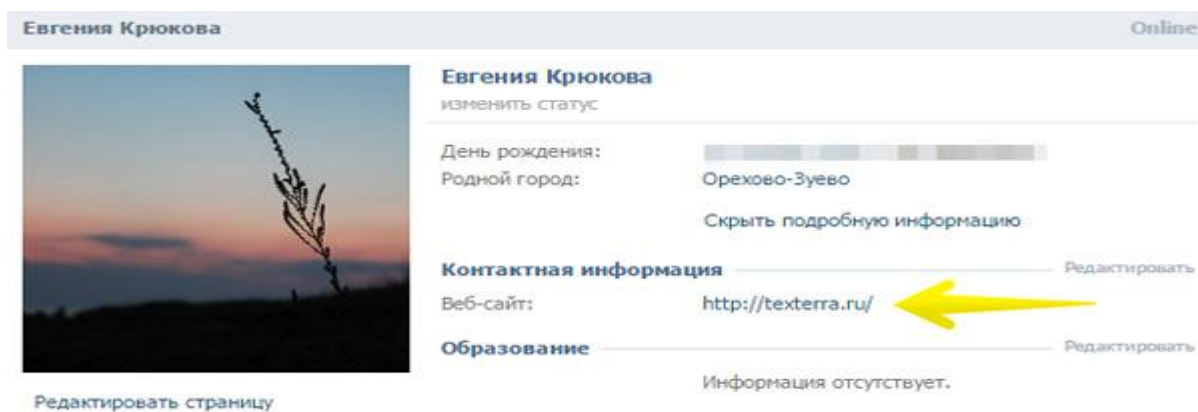 Евгения Крюкова Online
Евгения Крюкова
изменить статус
День рождения:
Родной город: Орехово-Зуево
Скрыть подробную информацию
Контактная информация Редактировать
Веб-сайт: http://texterra.ru/
Образование Редактировать
Информация отсутствует.
Редактировать страницу